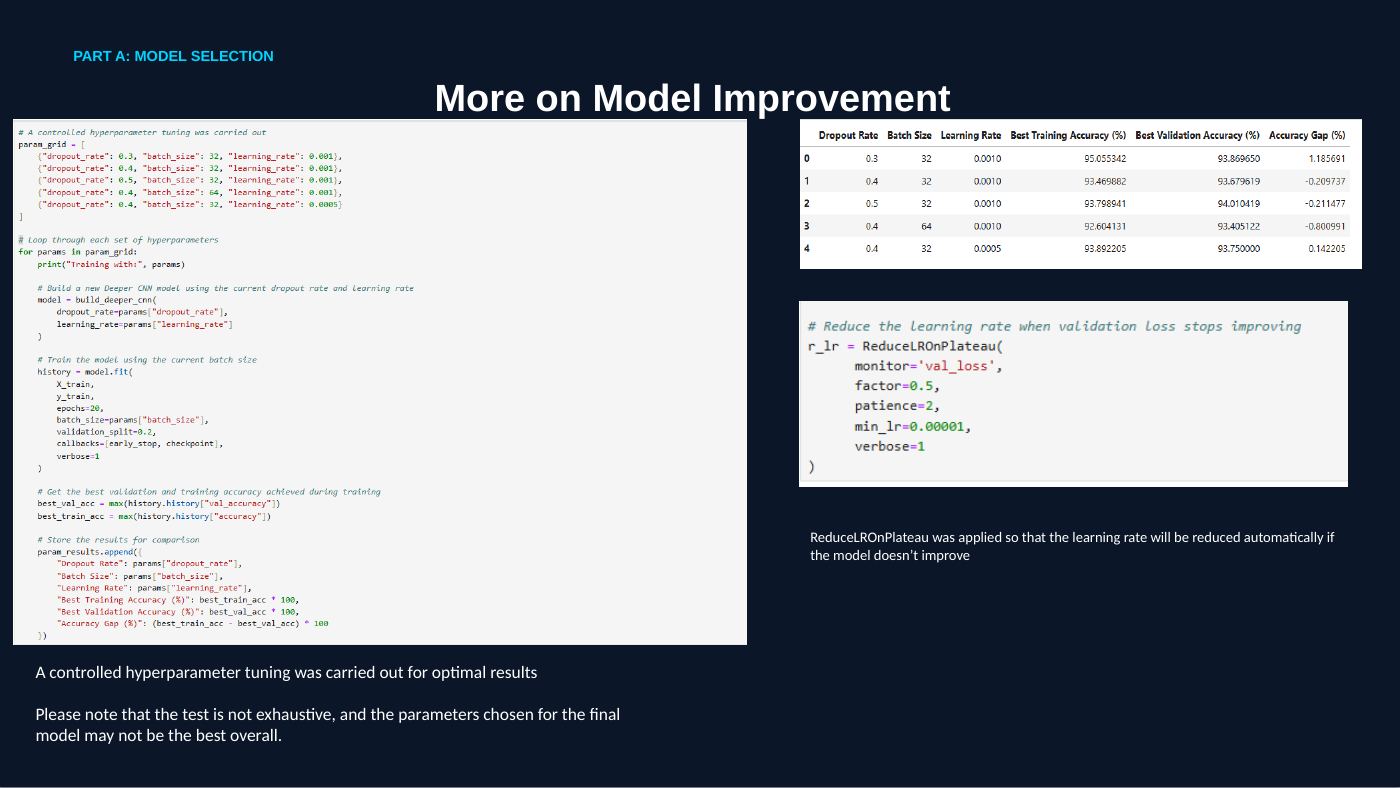 PART A: MODEL SELECTION
More on Model Improvement
# A controlled hyperparameter tuning was carried out
param_grid = [
    {"dropout_rate": 0.3, "batch_size": 32, "learning_rate": 0.001},
    {"dropout_rate": 0.4, "batch_size": 32, "learning_rate": 0.001},
    {"dropout_rate": 0.5, "batch_size": 32, "learning_rate": 0.001},
    {"dropout_rate": 0.4, "batch_size": 64, "learning_rate": 0.001},
    {"dropout_rate": 0.4, "batch_size": 32, "learning_rate": 0.0005}
]
# Loop through each set of hyperparameters
for params in param_grid:
    print("Training with:", params)
    # Build a new Deeper CNN model using the current dropout rate and learning rate
    model = build_deeper_cnn(
        dropout_rate=params["dropout_rate"],
        learning_rate=params["learning_rate"]
    )
    # Train the model using the current batch size
    history = model.fit(
        X_train,
        y_train,
        epochs=20,
        batch_size=params["batch_size"],
        validation_split=0.2,
        callbacks=[early_stop, checkpoint],
        verbose=1
    )
    # Get the best validation and training accuracy achieved during training
    best_val_acc = max(history.history["val_accuracy"])
    best_train_acc = max(history.history["accuracy"])
    # Store the results for comparison
    param_results.append({
        "Dropout Rate": params["dropout_rate"],
        "Batch Size": params["batch_size"],
        "Learning Rate": params["learning_rate"],
        "Best Training Accuracy (%)": best_train_acc * 100,
        "Best Validation Accuracy (%)": best_val_acc * 100,
        "Accuracy Gap (%)": (best_train_acc - best_val_acc) * 100
    })
A controlled hyperparameter tuning was carried out for optimal results
Please note that the test is not exhaustive, and the parameters chosen for the final
model may not be the best overall.
Dropout Rate Batch Size Learning Rate Best Training Accuracy (%) Best Validation Accuracy (%) Accuracy Gap (%)
0 0.3 32 0.0010 95.055342 93.869650 1.185691
1 0.4 32 0.0010 93.469882 93.679619 -0.209737
2 0.5 32 0.0010 93.798941 94.010419 -0.211477
3 0.4 64 0.0010 92.604131 93.405122 -0.800991
4 0.4 32 0.0005 93.892205 93.750000 0.142205
# Reduce the learning rate when validation loss stops improving
r_lr = ReduceLROnPlateau(
    monitor='val_loss',
    factor=0.5,
    patience=2,
    min_lr=0.00001,
    verbose=1
)
ReduceLROnPlateau was applied so that the learning rate will be reduced automatically if
the model doesn’t improve